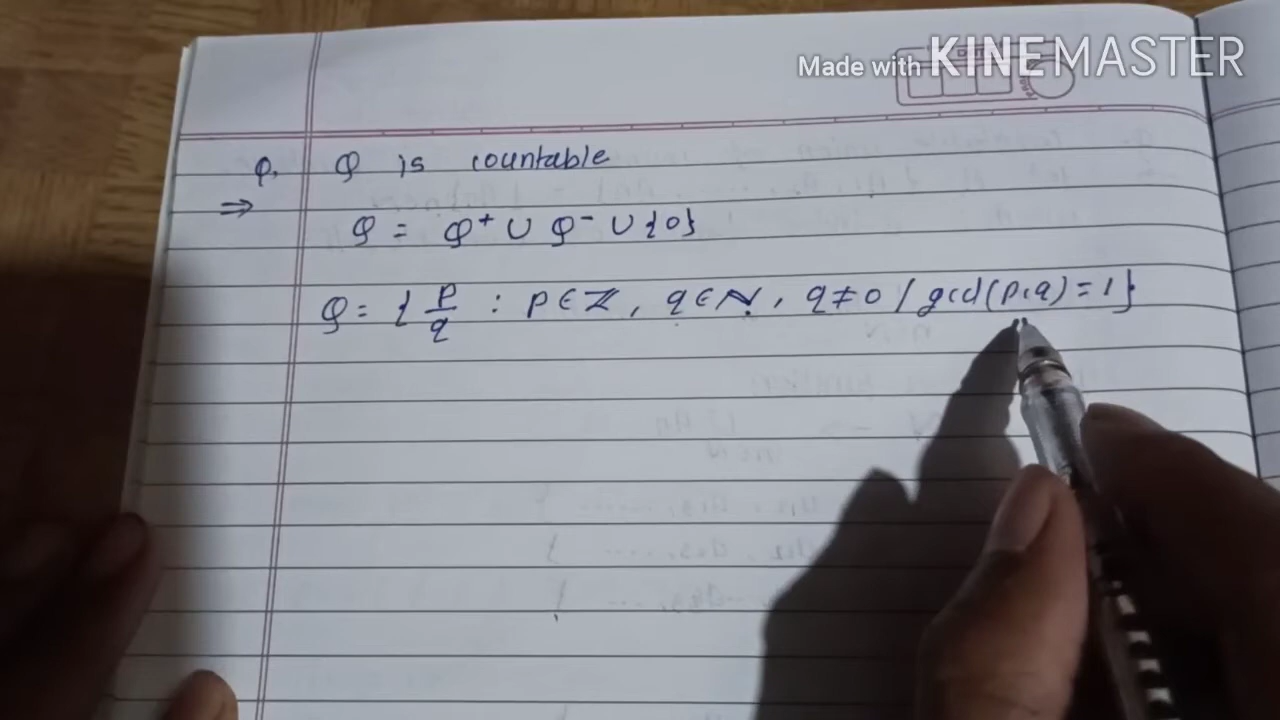 Made with KINEMASTER
Q. Q is countable
⇒
Q = Q⁺ ∪ Q⁻ ∪ {0}
Q = { p/q : p ∈ Z, q ∈ N, q ≠ 0 / gcd(p,q) = 1}